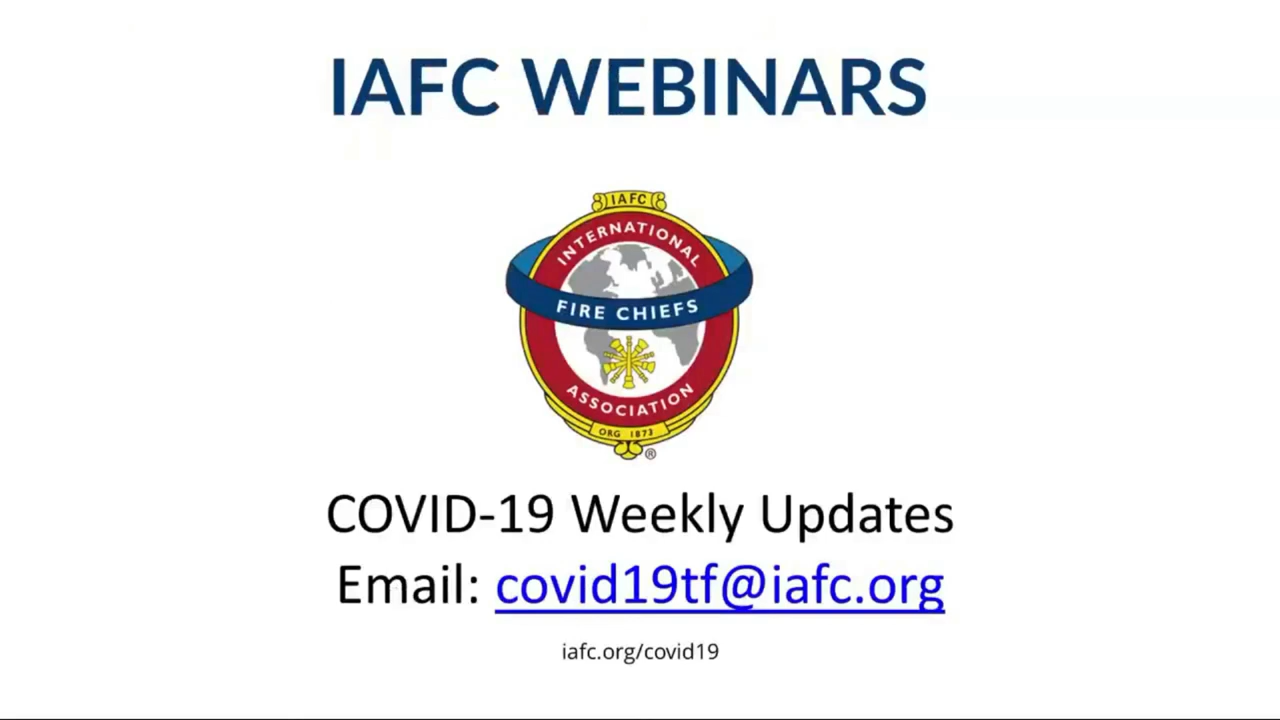 IAFC WEBINARS
IAFC
INTERNATIONAL
FIRE CHIEFS
ASSOCIATION
ORG 1873
®
COVID-19 Weekly Updates
Email: covid19tf@iafc.org
iafc.org/covid19